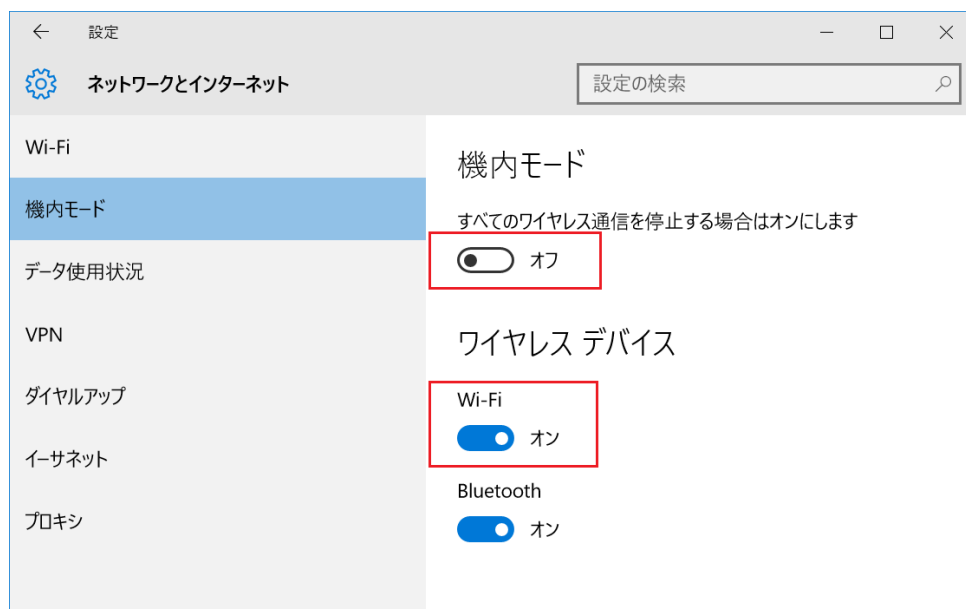 設定
ネットワークとインターネット
設定の検索
Wi-Fi
機内モード
データ使用状況
VPN
ダイヤルアップ
イーサネット
プロキシ
機内モード
すべてのワイヤレス通信を停止する場合はオンにします
オフ
ワイヤレス デバイス
Wi-Fi
オン
Bluetooth
オン